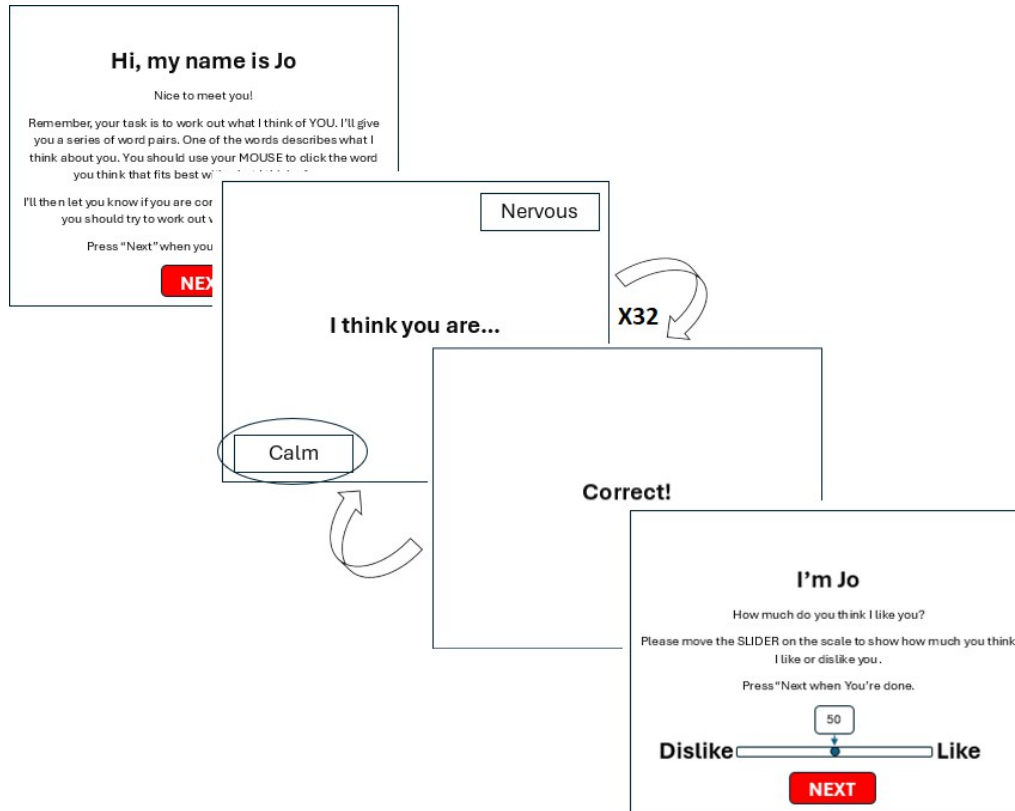 Hi, my name is Jo
Nice to meet you!
Remember, your task is to work out what I think of YOU. I'll give
you a series of word pairs. One of the words describes what I
think about you. You should use your MOUSE to click the word
you think that fits best
I'll then let you know if you are
you should try to work out
Press "Next" when you
Nervous
I think you are...
X32
Calm
Correct!
I'm Jo
How much do you think I like you?
Please move the SLIDER on the scale to show how much you think
I like or dislike you.
Press "Next when You're done.
50
Dislike Like
NEXT